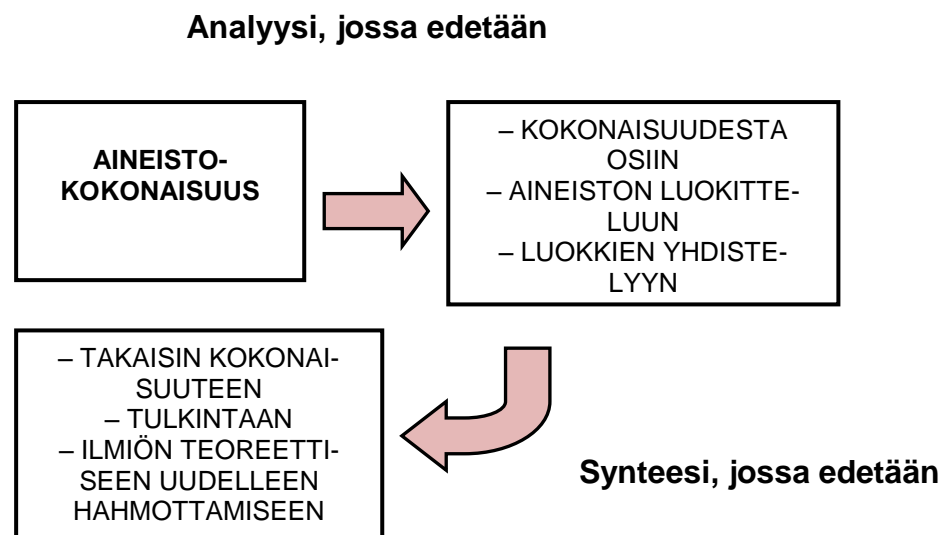 Analyysi, jossa edetään
AINEISTO-
KOKONAISUUS
– KOKONAISUUDESTA
OSIIN
– AINEISTON LUOKITTE-
LUUN
– LUOKKIEN YHDISTE-
LYYN
– TAKAISIN KOKONAI-
SUUTEEN
– TULKINTAAN
– ILMIÖN TEOREETTI-
SEEN UUDELLEEN
HAHMOTTAMISEEN
Synteesi, jossa edetään